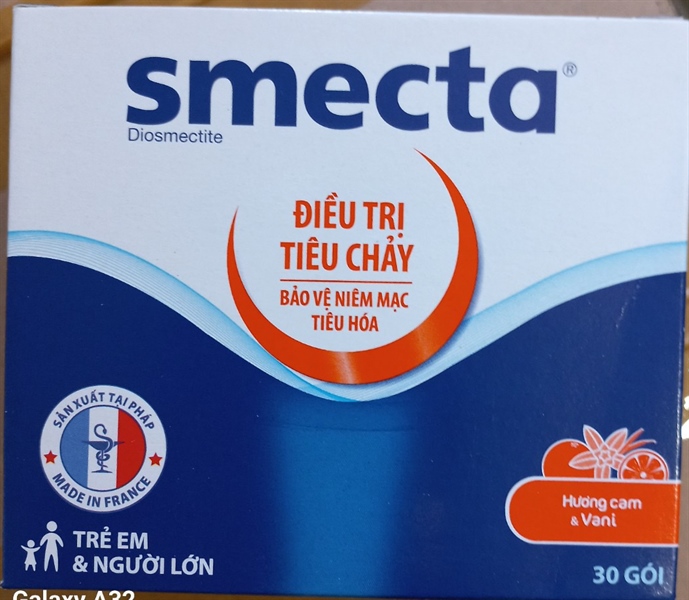 smecta®
Diosmectite
ĐIỀU TRỊ
TIÊU CHẢY
BẢO VỆ NIÊM MẠC
TIÊU HÓA
SẢN XUẤT TẠI PHÁP
MADE IN FRANCE
Hương cam
& Vani
TRẺ EM
& NGƯỜI LỚN
30 GÓI
Galaxy A32